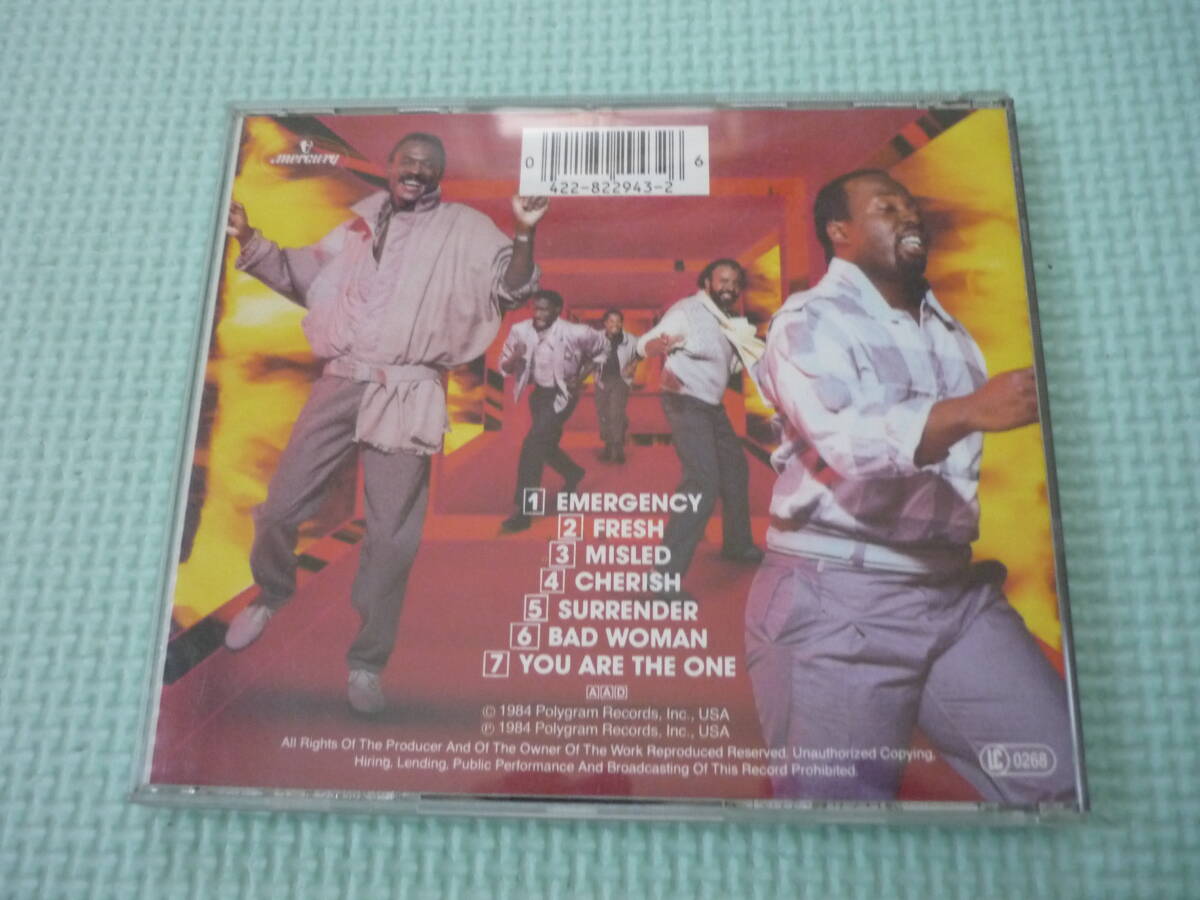 mercury
0 6
422-822943-2
1 EMERGENCY
2 FRESH
3 MISLED
4 CHERISH
5 SURRENDER
6 BAD WOMAN
7 YOU ARE THE ONE
AAD
© 1984 Polygram Records, Inc., USA
℗ 1984 Polygram Records, Inc., USA
All Rights Of The Producer And Of The Owner Of The Work Reproduced Reserved. Unauthorized Copying,
Hiring, Lending, Public Performance And Broadcasting Of This Record Prohibited.
LC 0268